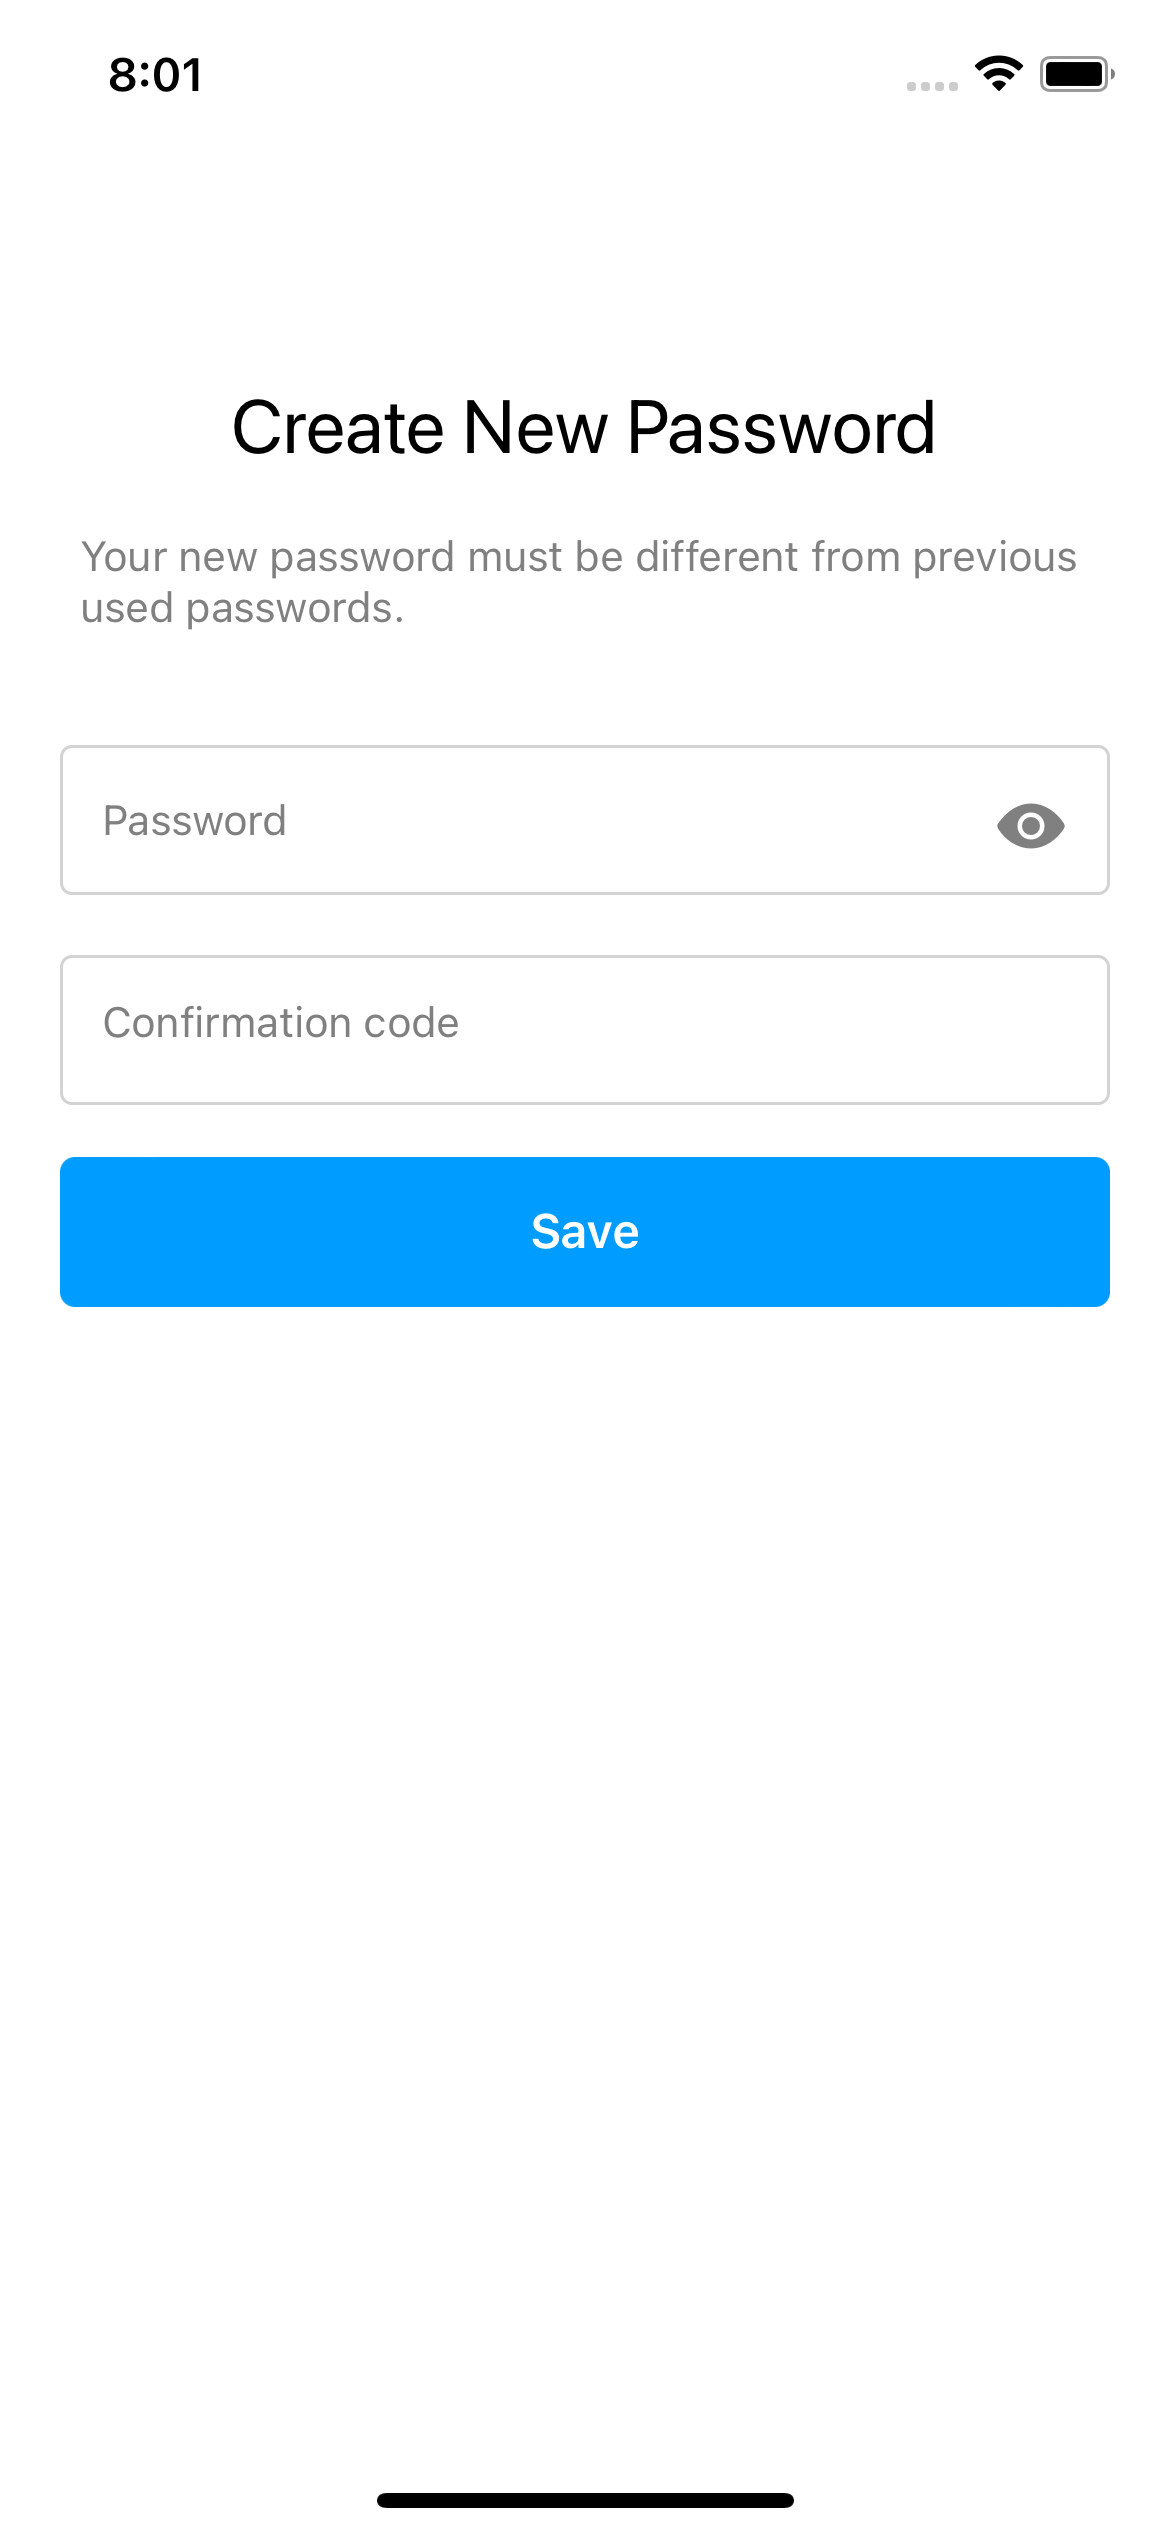 8:01
Create New Password
Your new password must be different from previous
used passwords.
Password
Confirmation code
Save